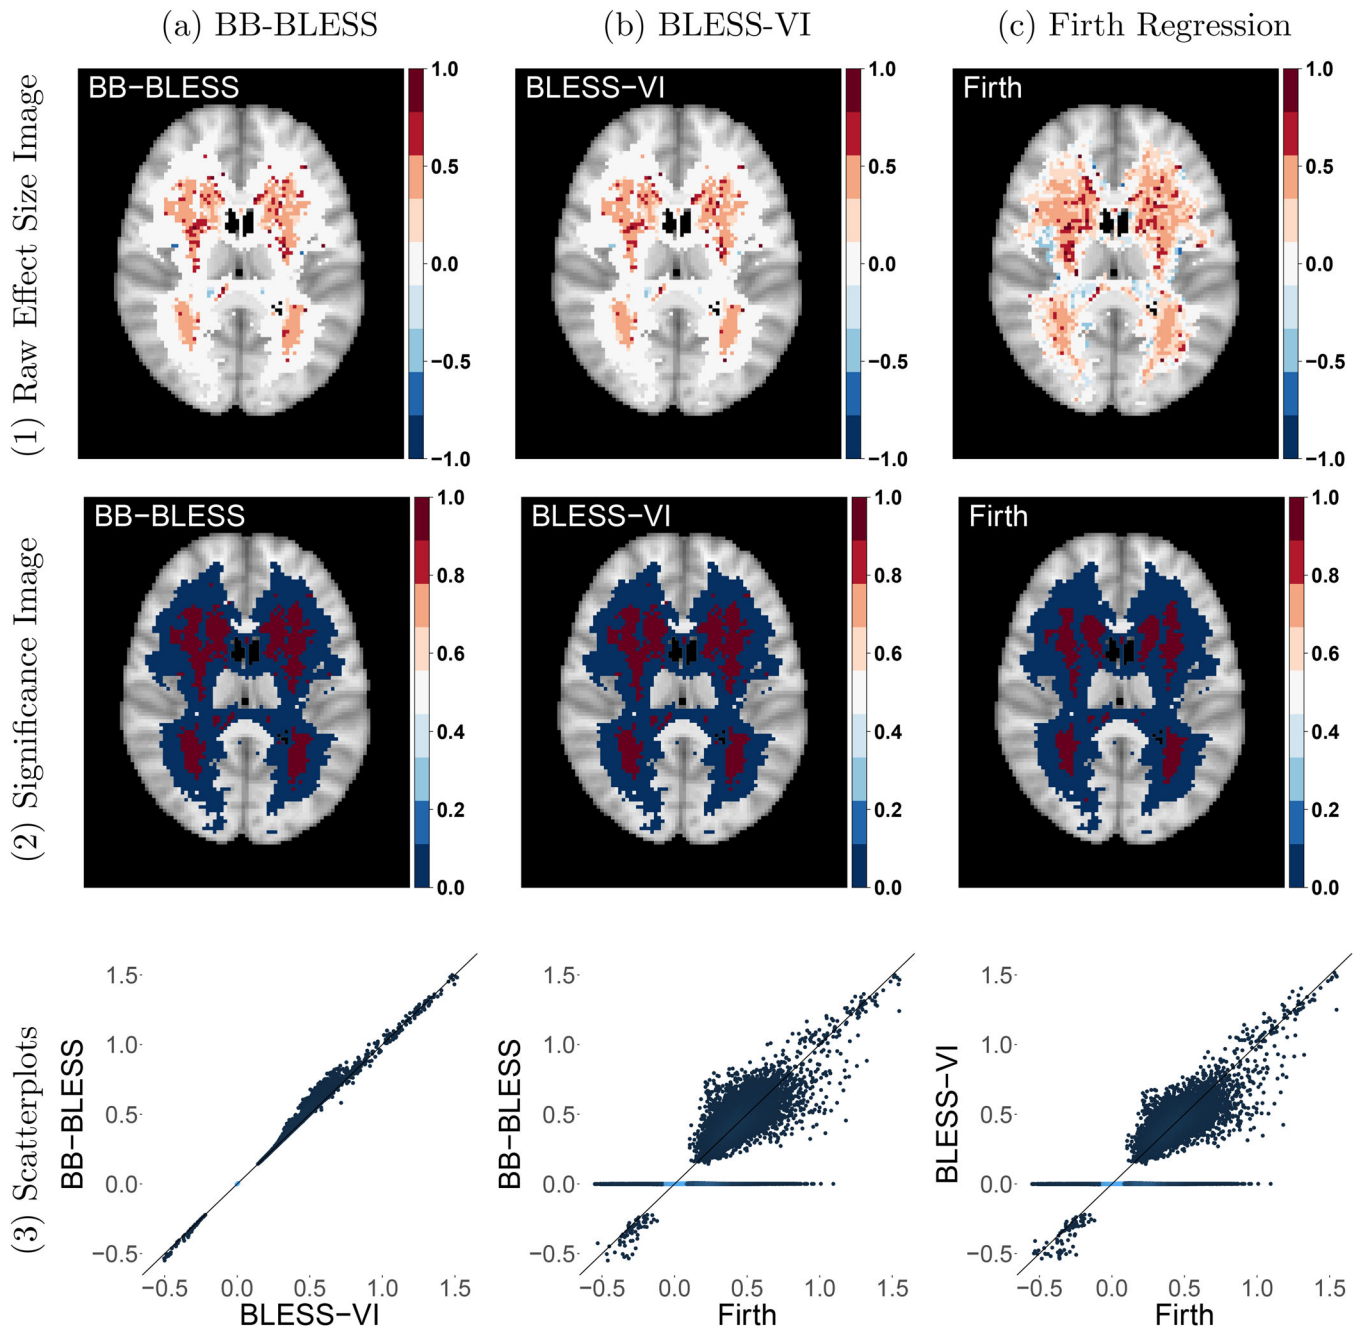 (a) BB-BLESS
(b) BLESS-VI
(c) Firth Regression
(1) Raw Effect Size Image
BB−BLESS
1.0
0.5
0.0
−0.5
−1.0
BLESS−VI
1.0
0.5
0.0
−0.5
−1.0
Firth
1.0
0.5
0.0
−0.5
−1.0
(2) Significance Image
BB−BLESS
1.0
0.8
0.6
0.4
0.2
0.0
BLESS−VI
1.0
0.8
0.6
0.4
0.2
0.0
Firth
1.0
0.8
0.6
0.4
0.2
0.0
(3) Scatterplots
BB−BLESS
1.5
1.0
0.5
0.0
−0.5
−0.5 0.0 0.5 1.0 1.5
BLESS−VI
BB−BLESS
1.5
1.0
0.5
0.0
−0.5
−0.5 0.0 0.5 1.0 1.5
Firth
BLESS−VI
1.5
1.0
0.5
0.0
−0.5
−0.5 0.0 0.5 1.0 1.5
Firth